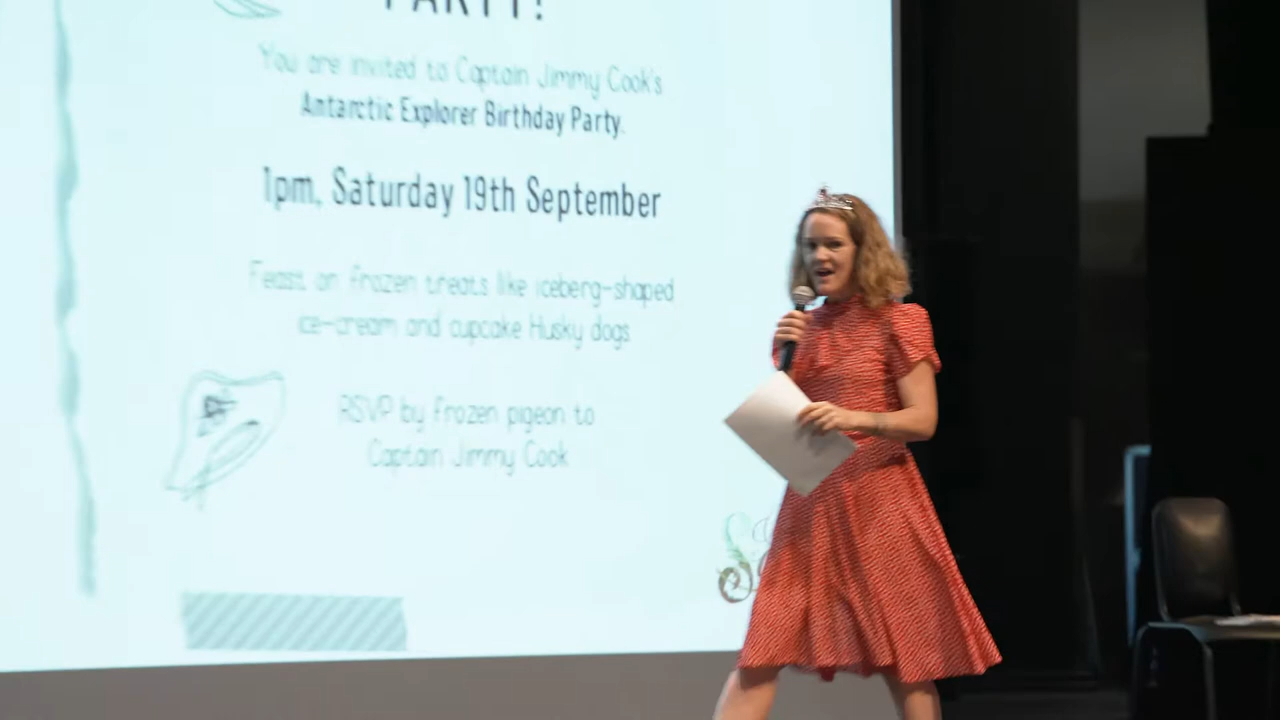 PARTY!
You are invited to Captain Jimmy Cook's
Antarctic Explorer Birthday Party.
1pm, Saturday 19th September
Feast on frozen treats like iceberg-shaped
ice-cream and cupcake Husky dogs
RSVP by frozen pigeon to
Captain Jimmy Cook